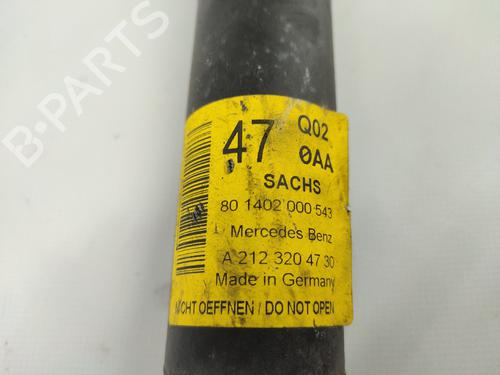 B-PARTS
47
Q02
0AA
SACHS
80 1402 000 543
Mercedes Benz
A 212 320 47 30
Made in Germany
NICHT OEFFNEN / DO NOT OPEN